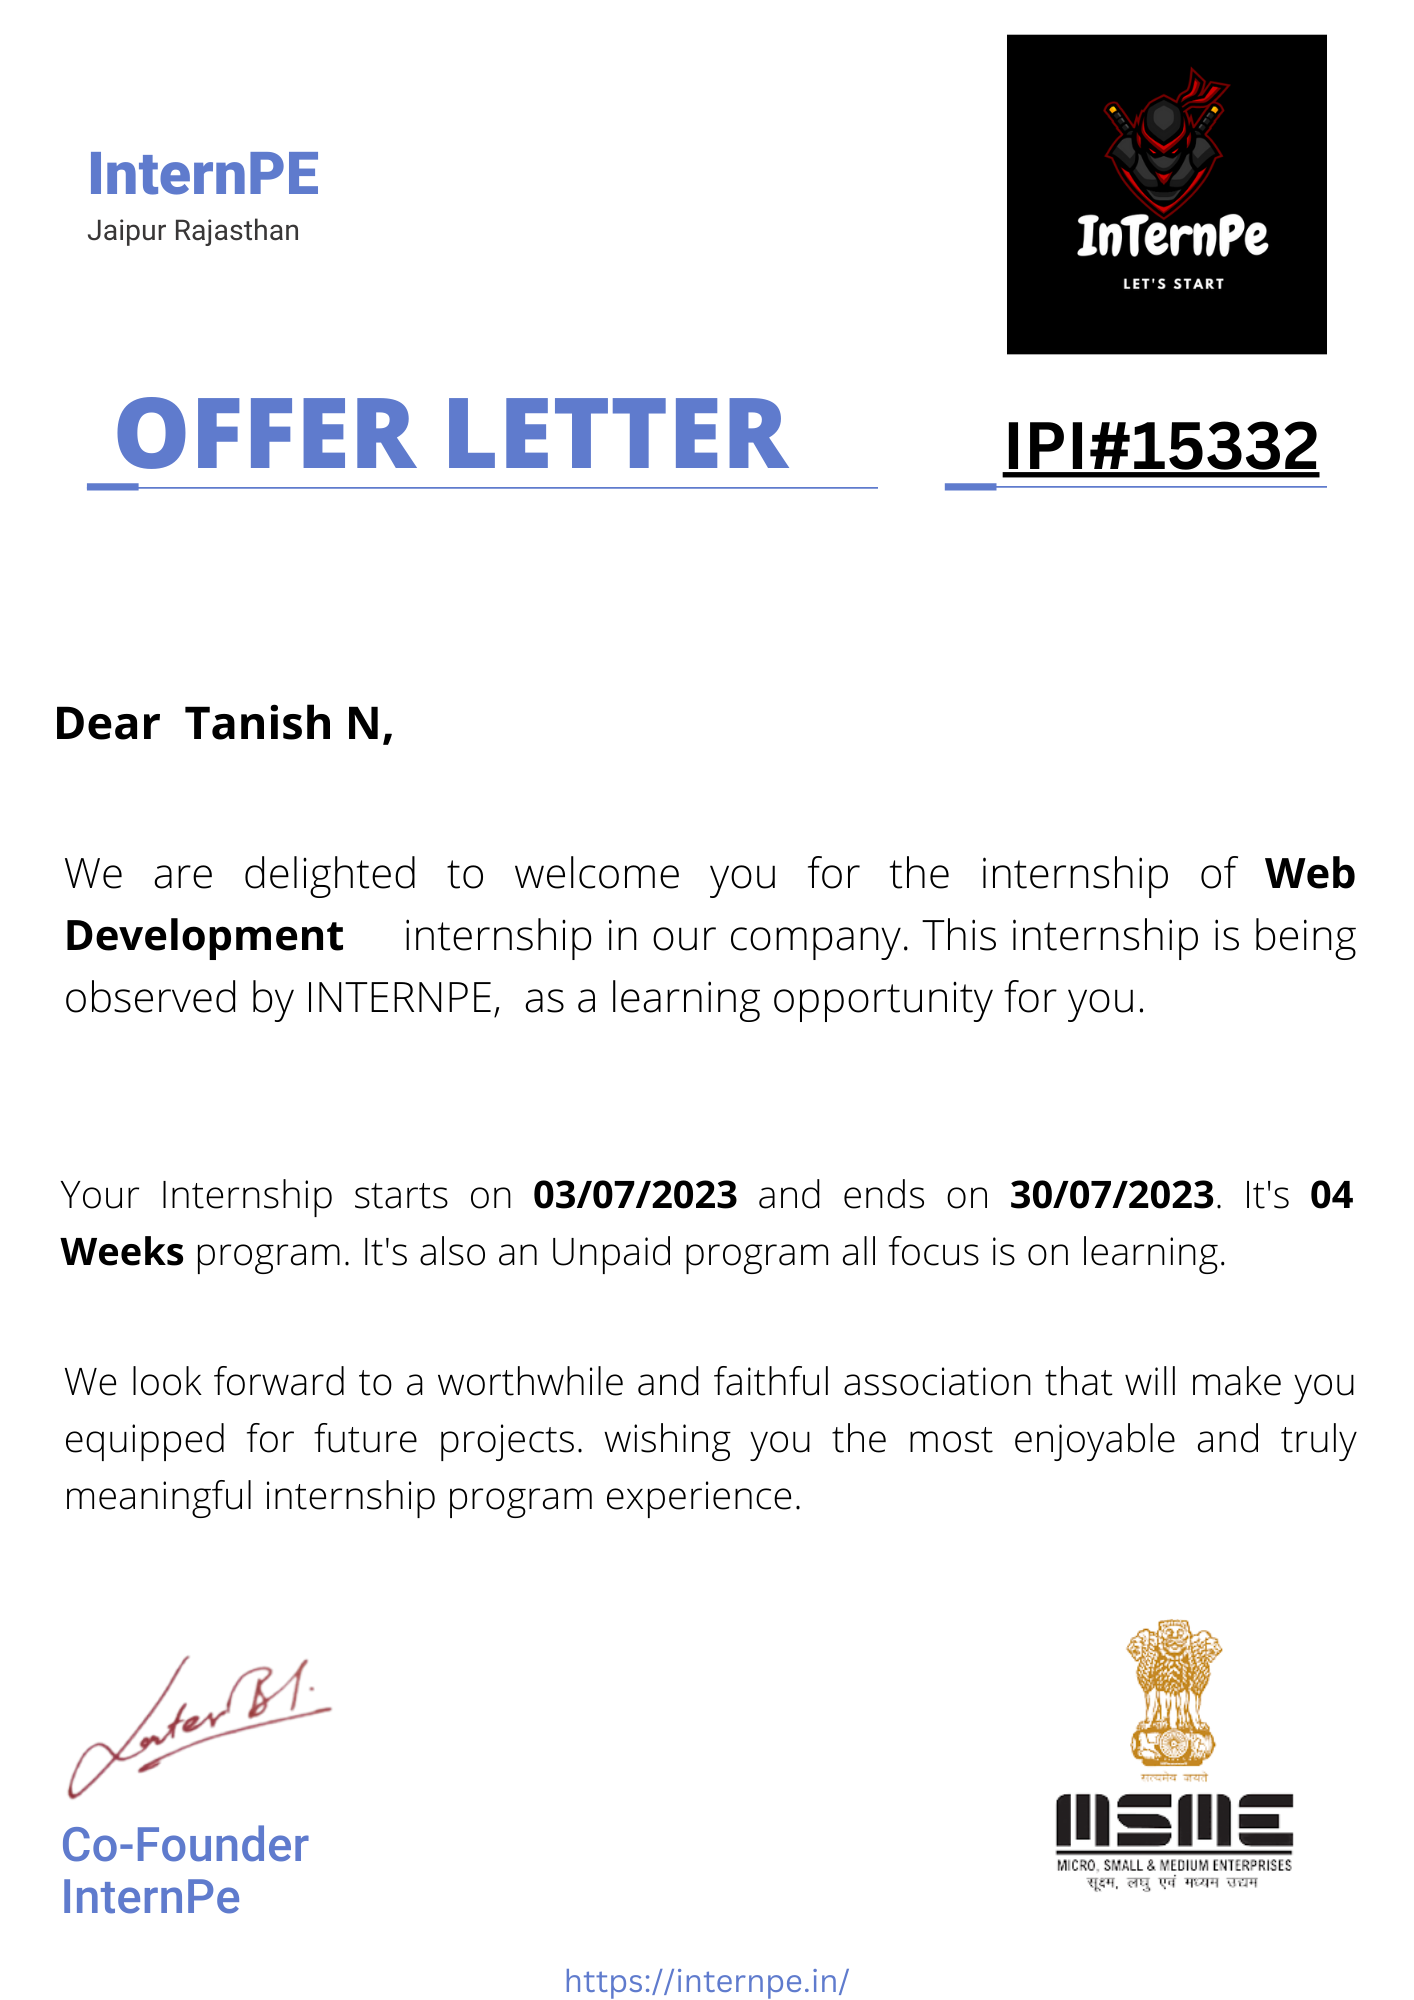 InternPE
Jaipur Rajasthan
InTernPe
LET'S START
OFFER LETTER
IPI#15332
Dear  Tanish N,
We are delighted to welcome you for the internship of Web
Development internship in our company. This internship is being
observed by INTERNPE,  as a learning opportunity for you.
Your Internship starts on 03/07/2023 and ends on 30/07/2023. It's 04
Weeks program. It's also an Unpaid program all focus is on learning.
We look forward to a worthwhile and faithful association that will make you
equipped for future projects. wishing you the most enjoyable and truly
meaningful internship program experience.
Co-Founder
InternPe
सत्यमेव जयते
MSME
MICRO, SMALL & MEDIUM ENTERPRISES
सूक्ष्म, लघु एवं मध्यम उद्यम
https://internpe.in/